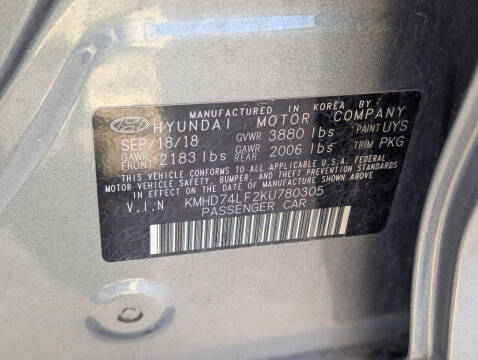 MANUFACTURED IN KOREA BY
HYUNDAI MOTOR COMPANY
SEP/18/18 GVWR 3880 lbs PAINT UYS
GAWR FRONT 2183 lbs GAWR REAR 2006 lbs TRIM PKG
THIS VEHICLE CONFORMS TO ALL APPLICABLE U.S.A. FEDERAL
MOTOR VEHICLE SAFETY, BUMPER, AND THEFT PREVENTION STANDARDS
IN EFFECT ON THE DATE OF MANUFACTURE SHOWN ABOVE.
V.I.N KMHD74LF2KU780305
PASSENGER CAR